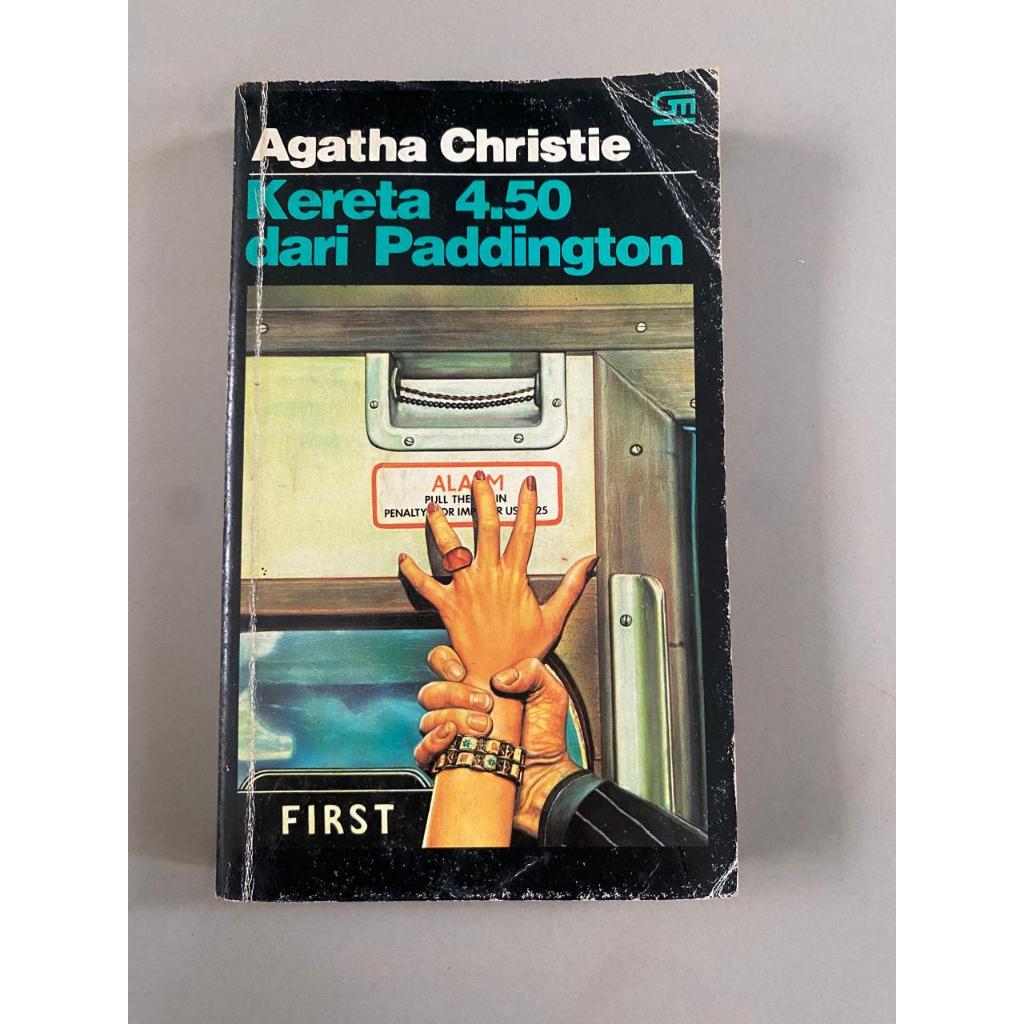 Agatha Christie
Kereta 4.50
dari Paddington
PULL THE
PENALTY
FIRST